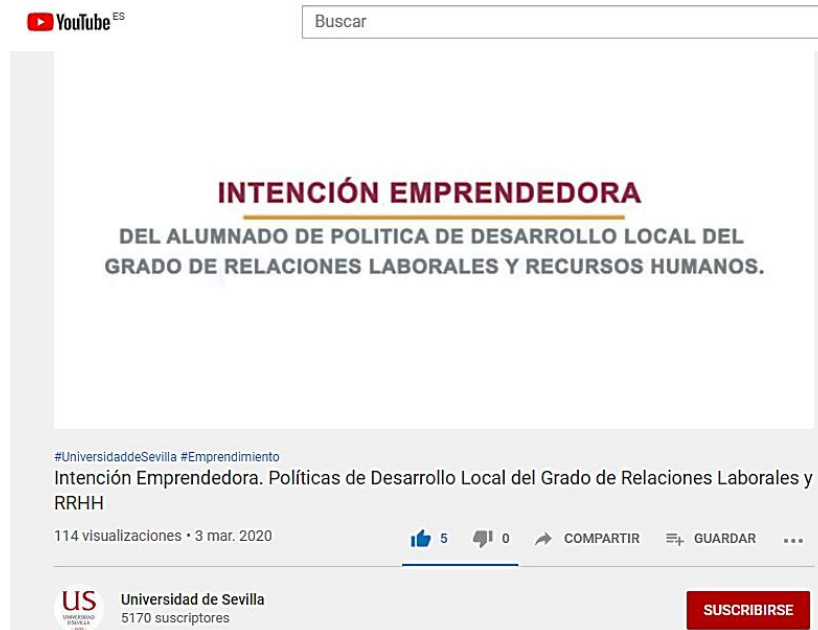 YouTube ES
Buscar
INTENCIÓN EMPRENDEDORA
DEL ALUMNADO DE POLITICA DE DESARROLLO LOCAL DEL
GRADO DE RELACIONES LABORALES Y RECURSOS HUMANOS.
#UniversidaddeSevilla #Emprendimiento
Intención Emprendedora. Políticas de Desarrollo Local del Grado de Relaciones Laborales y
RRHH
114 visualizaciones • 3 mar. 2020
5
0
COMPARTIR
GUARDAR
US
UNIVERSIDAD
D SEVILLA
Universidad de Sevilla
5170 suscriptores
SUSCRIBIRSE